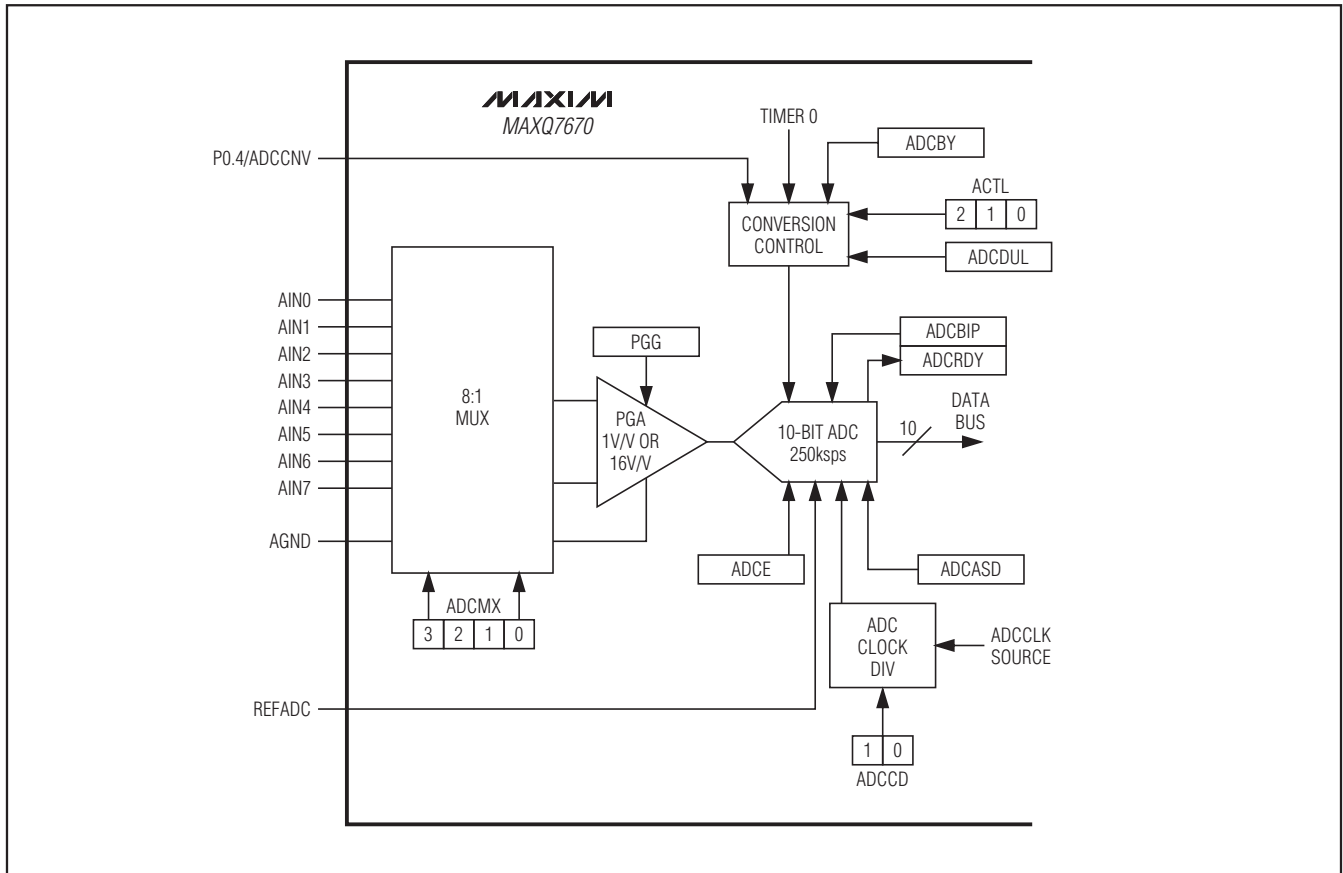 MAXIM
MAXQ7670
TIMER 0
ADCBY
P0.4/ADCCNV
ACTL
2 1 0
CONVERSION
CONTROL
ADCDUL
AIN0
AIN1
AIN2
AIN3
AIN4
AIN5
AIN6
AIN7
AGND
8:1
MUX
PGG
PGA
1V/V OR
16V/V
ADCBIP
ADCRDY
10-BIT ADC
250ksps
10
DATA
BUS
ADCE
ADCASD
ADCMX
3 2 1 0
ADC
CLOCK
DIV
ADCCLK
SOURCE
REFADC
1 0
ADCCD